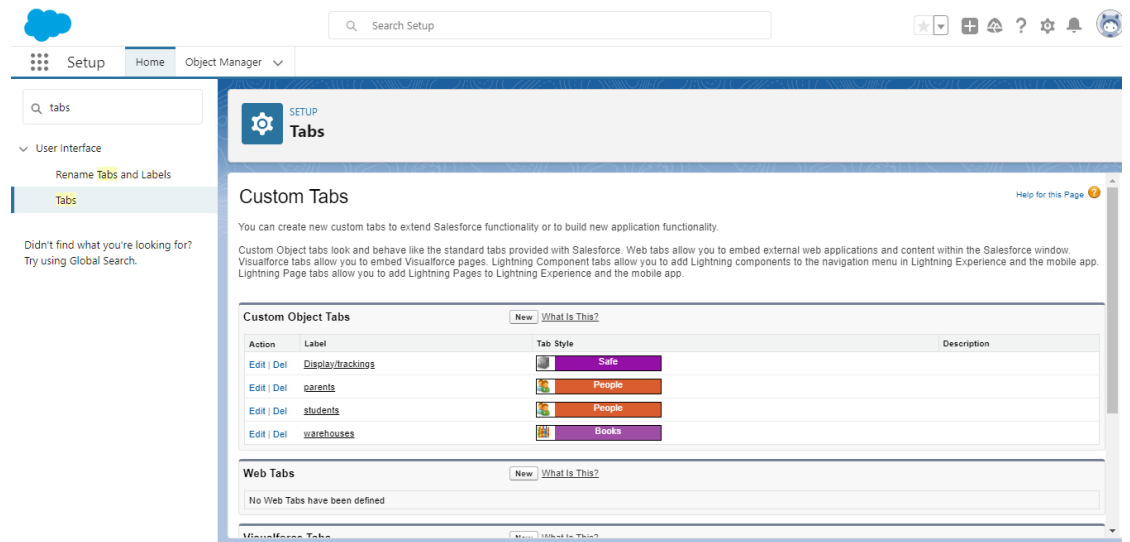 Search Setup
Setup
Home
Object Manager
tabs
User Interface
Rename Tabs and Labels
Tabs
Didn't find what you're looking for?
Try using Global Search.
SETUP
Tabs
Custom Tabs
Help for this Page
You can create new custom tabs to extend Salesforce functionality or to build new application functionality.
Custom Object tabs look and behave like the standard tabs provided with Salesforce. Web tabs allow you to embed external web applications and content within the Salesforce window.
Visualforce tabs allow you to embed Visualforce pages. Lightning Component tabs allow you to add Lightning components to the navigation menu in Lightning Experience and the mobile app.
Lightning Page tabs allow you to add Lightning Pages to Lightning Experience and the mobile app.
Custom Object Tabs New What Is This?
Action Label Tab Style Description
Edit | Del Display/trackings Safe
Edit | Del parents People
Edit | Del students People
Edit | Del warehouses Books
Web Tabs New What Is This?
No Web Tabs have been defined
Visualforce Tabs New What Is This?